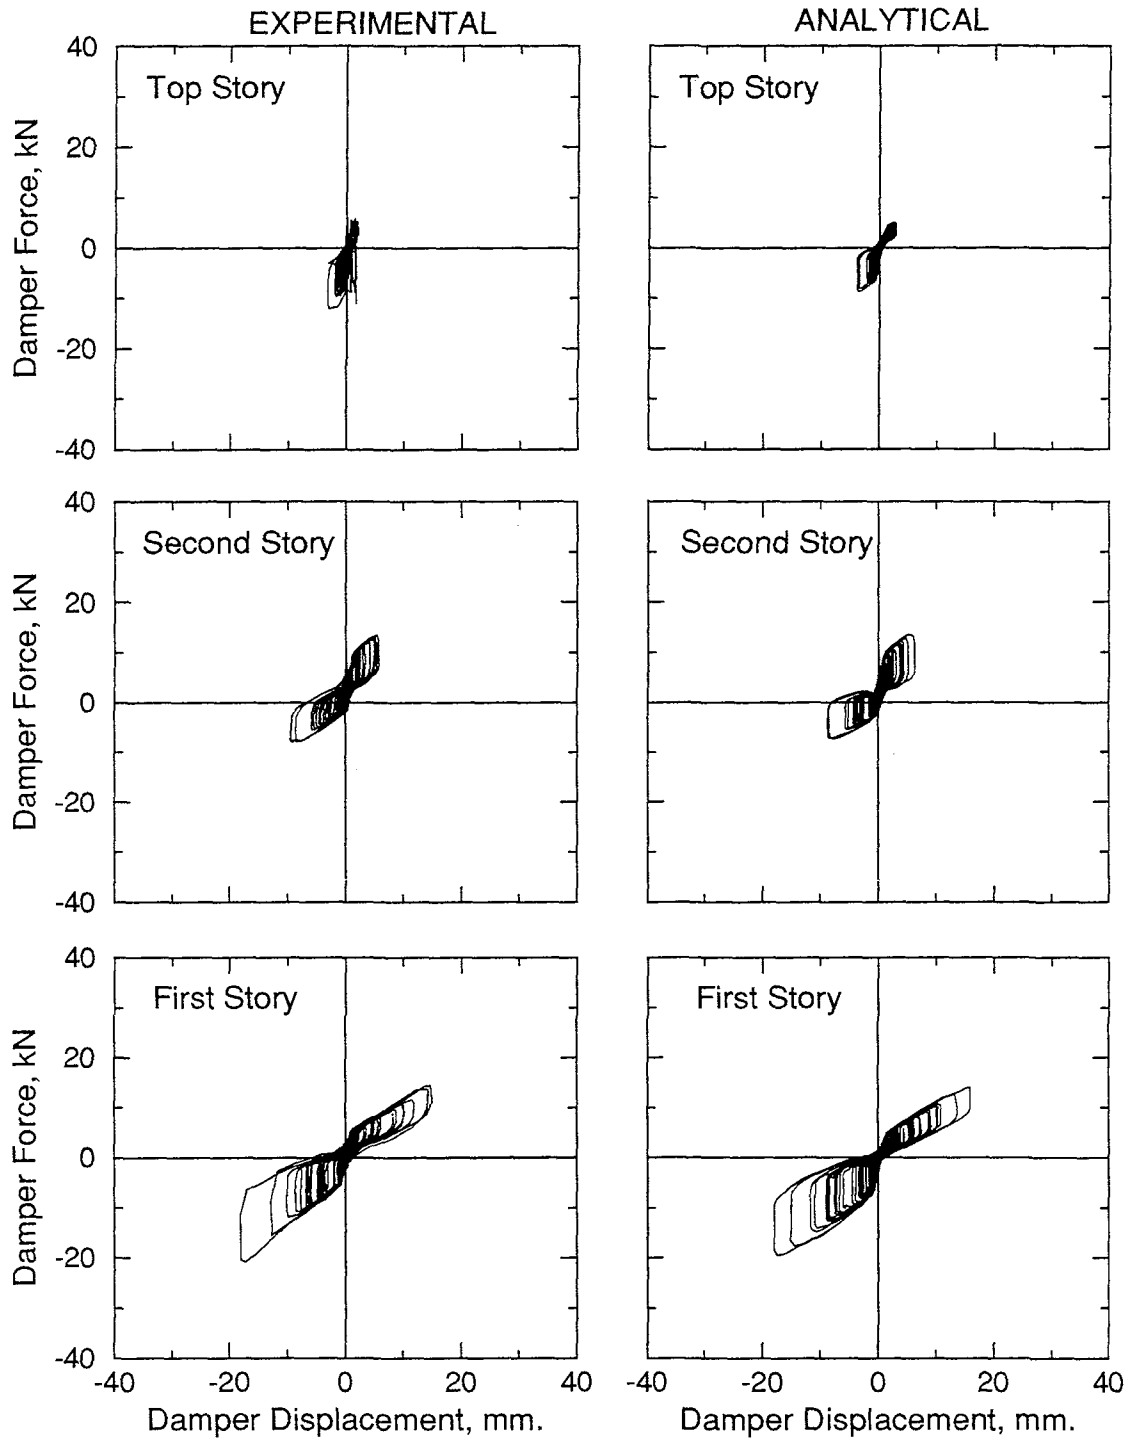 EXPERIMENTAL
ANALYTICAL
40
Top Story
Top Story
20
0
-20
-40
Damper Force, kN
40
Second Story
Second Story
20
0
-20
-40
Damper Force, kN
40
First Story
First Story
20
0
-20
-40
Damper Force, kN
-40 -20 0 20 40
-40 -20 0 20 40
Damper Displacement, mm.
Damper Displacement, mm.